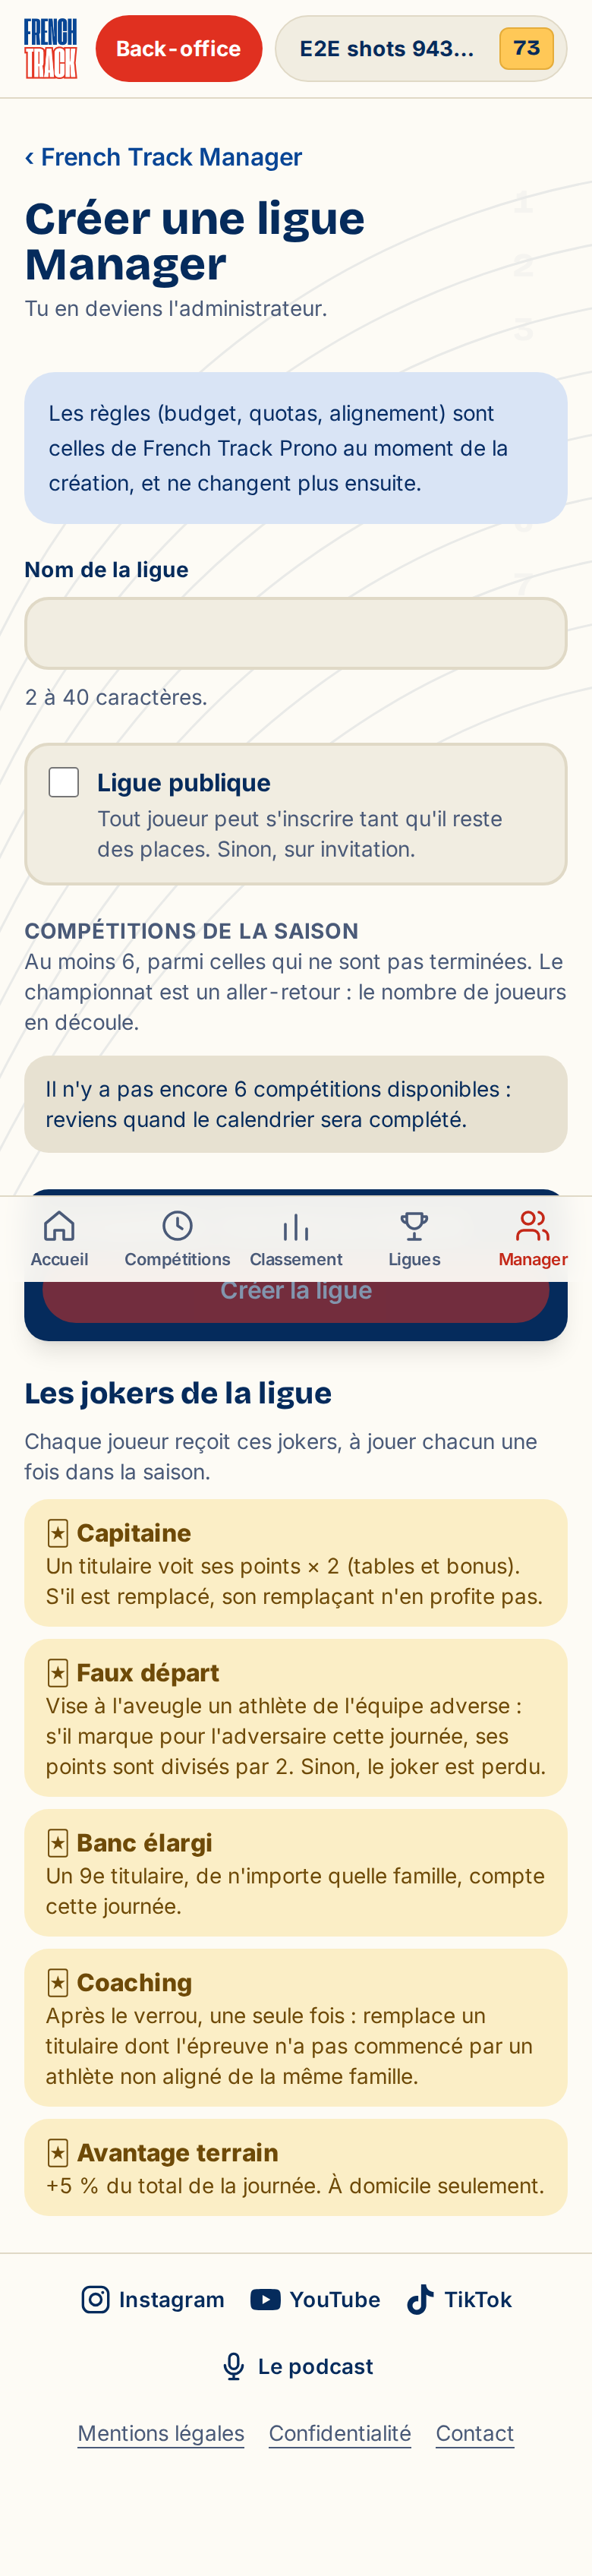 FRENCH
TRACK
Back-office
E2E shots 943...
73
‹ French Track Manager
Créer une ligue
Manager
Tu en deviens l'administrateur.
1
2
3
Les règles (budget, quotas, alignement) sont
celles de French Track Prono au moment de la
création, et ne changent plus ensuite.
Nom de la ligue
7
2 à 40 caractères.
Ligue publique
Tout joueur peut s'inscrire tant qu'il reste
des places. Sinon, sur invitation.
COMPÉTITIONS DE LA SAISON
Au moins 6, parmi celles qui ne sont pas terminées. Le
championnat est un aller-retour : le nombre de joueurs
en découle.
Il n'y a pas encore 6 compétitions disponibles :
reviens quand le calendrier sera complété.
Accueil
Compétitions
Classement
Ligues
Manager
Créer la ligue
Les jokers de la ligue
Chaque joueur reçoit ces jokers, à jouer chacun une
fois dans la saison.
Capitaine
Un titulaire voit ses points × 2 (tables et bonus).
S'il est remplacé, son remplaçant n'en profite pas.
Faux départ
Vise à l'aveugle un athlète de l'équipe adverse :
s'il marque pour l'adversaire cette journée, ses
points sont divisés par 2. Sinon, le joker est perdu.
Banc élargi
Un 9e titulaire, de n'importe quelle famille, compte
cette journée.
Coaching
Après le verrou, une seule fois : remplace un
titulaire dont l'épreuve n'a pas commencé par un
athlète non aligné de la même famille.
Avantage terrain
+5 % du total de la journée. À domicile seulement.
Instagram
YouTube
TikTok
Le podcast
Mentions légales
Confidentialité
Contact